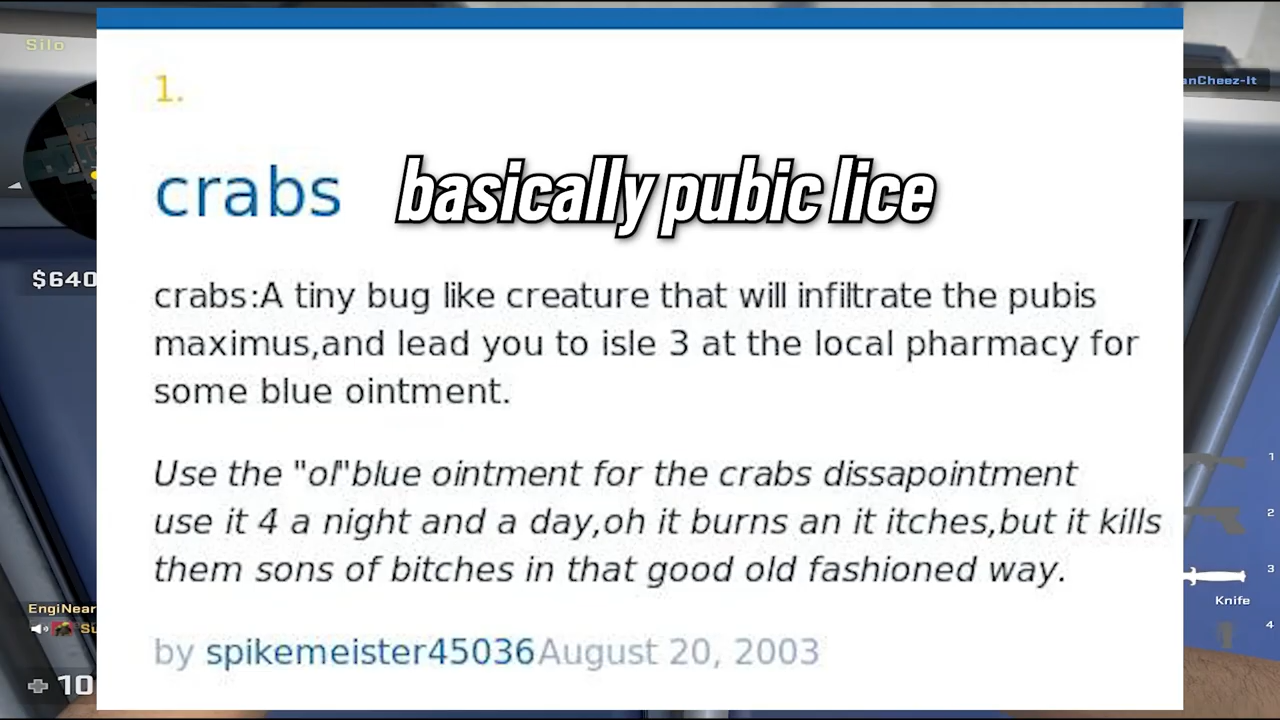 Silo
anCheez-It
1.
crabs
basically pubic lice
$640
crabs:A tiny bug like creature that will infiltrate the pubis
maximus,and lead you to isle 3 at the local pharmacy for
some blue ointment.
Use the "ol"blue ointment for the crabs dissapointment
use it 4 a night and a day,oh it burns an it itches,but it kills
them sons of bitches in that good old fashioned way.
1
2
3
Knife
4
EngiNear
Su
by spikemeister45036August 20, 2003
10